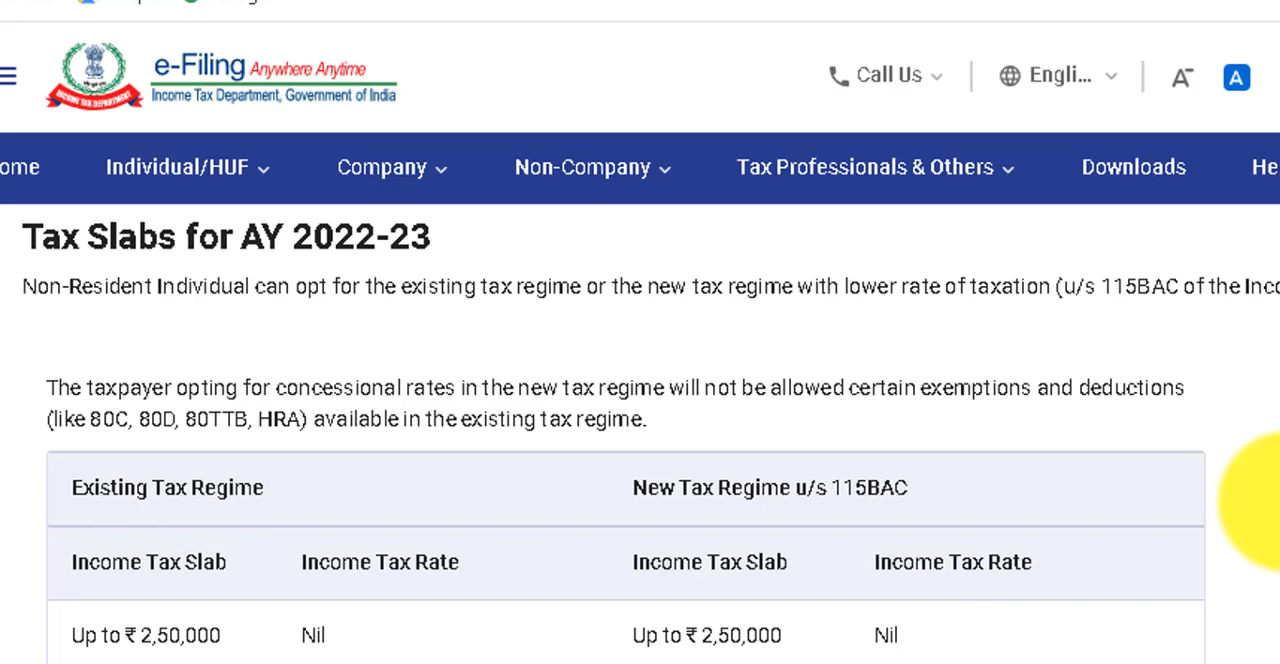 e-Filing Anywhere Anytime
Income Tax Department, Government of India
INCOME TAX DEPARTMENT
Call Us
Engli...
A-
A
ome Individual/HUF Company Non-Company Tax Professionals & Others Downloads He
Tax Slabs for AY 2022-23
Non-Resident Individual can opt for the existing tax regime or the new tax regime with lower rate of taxation (u/s 115BAC of the Inco
The taxpayer opting for concessional rates in the new tax regime will not be allowed certain exemptions and deductions
(like 80C, 80D, 80TTB, HRA) available in the existing tax regime.
Existing Tax Regime New Tax Regime u/s 115BAC
Income Tax Slab Income Tax Rate Income Tax Slab Income Tax Rate
Up to ₹ 2,50,000 Nil Up to ₹ 2,50,000 Nil